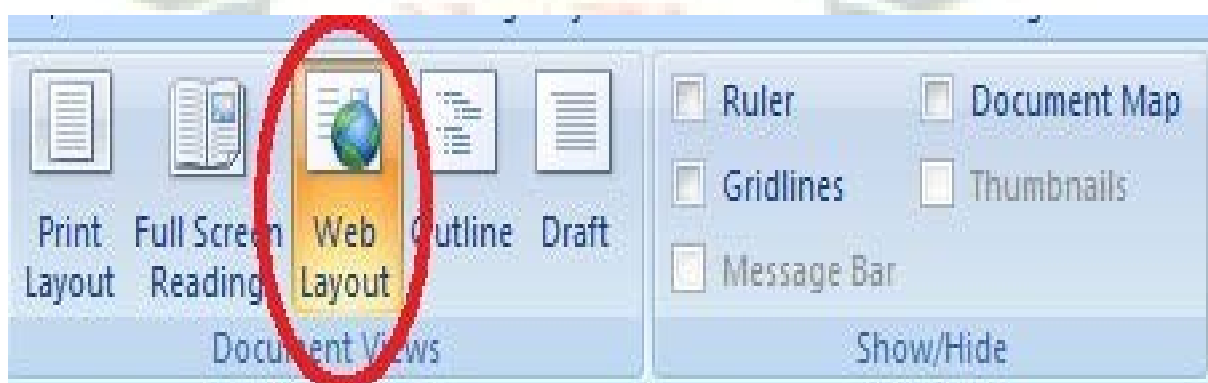 Print Layout
Full Screen Reading
Web Layout
Outline
Draft
Document Views
Ruler
Document Map
Gridlines
Thumbnails
Message Bar
Show/Hide